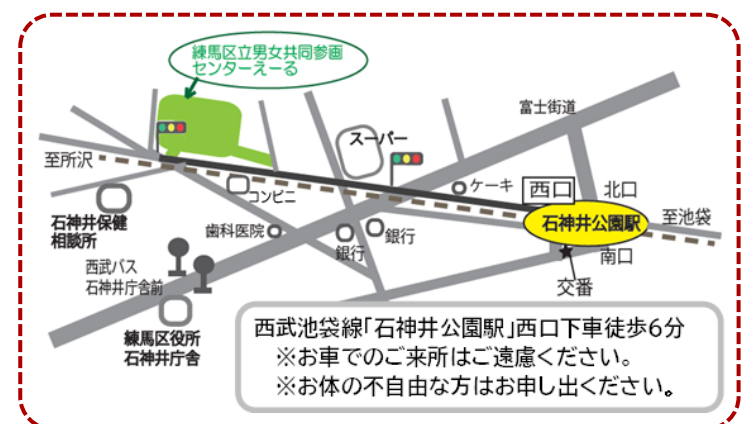 練馬区立男女共同参画
センターえーる
富士街道
スーパー
至所沢
ケーキ
西口
北口
コンビニ
石神井公園駅
至池袋
石神井保健
相談所
歯科医院
銀行
銀行
南口
西武バス
石神井庁舎前
交番
練馬区役所
石神井庁舎
西武池袋線「石神井公園駅」西口下車徒歩6分
※お車でのご来所はご遠慮ください。
※お体の不自由な方はお申し出ください。